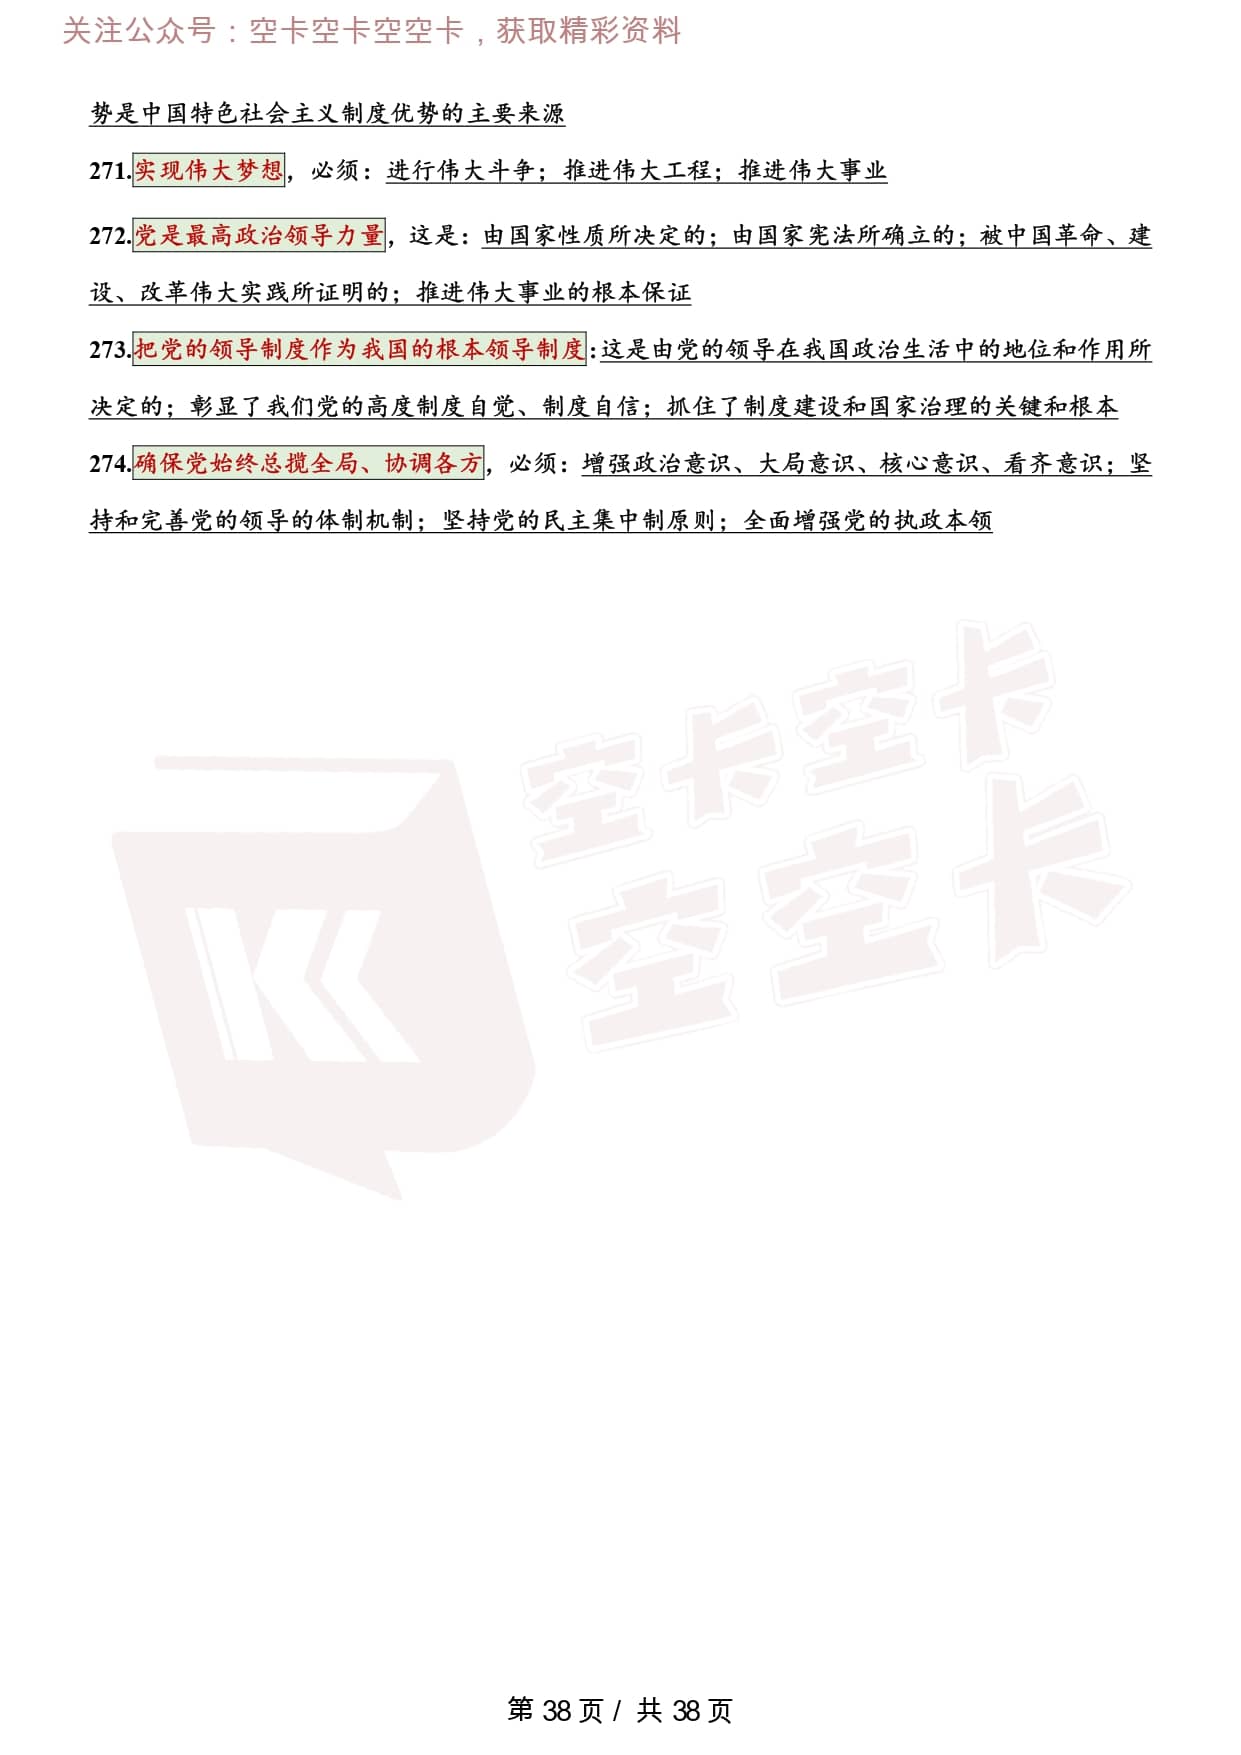 关注公众号：空卡空卡空空卡，获取精彩资料
势是中国特色社会主义制度优势的主要来源
271.实现伟大梦想，必须：进行伟大斗争；推进伟大工程；推进伟大事业
272.党是最高政治领导力量，这是：由国家性质所决定的；由国家宪法所确立的；被中国革命、建
设、改革伟大实践所证明的；推进伟大事业的根本保证
273.把党的领导制度作为我国的根本领导制度:这是由党的领导在我国政治生活中的地位和作用所
决定的；彰显了我们党的高度制度自觉、制度自信；抓住了制度建设和国家治理的关键和根本
274.确保党始终总揽全局、协调各方，必须：增强政治意识、大局意识、核心意识、看齐意识；坚
持和完善党的领导的体制机制；坚持党的民主集中制原则；全面增强党的执政本领
空卡空卡
空空卡
K
第 38 页 / 共 38 页